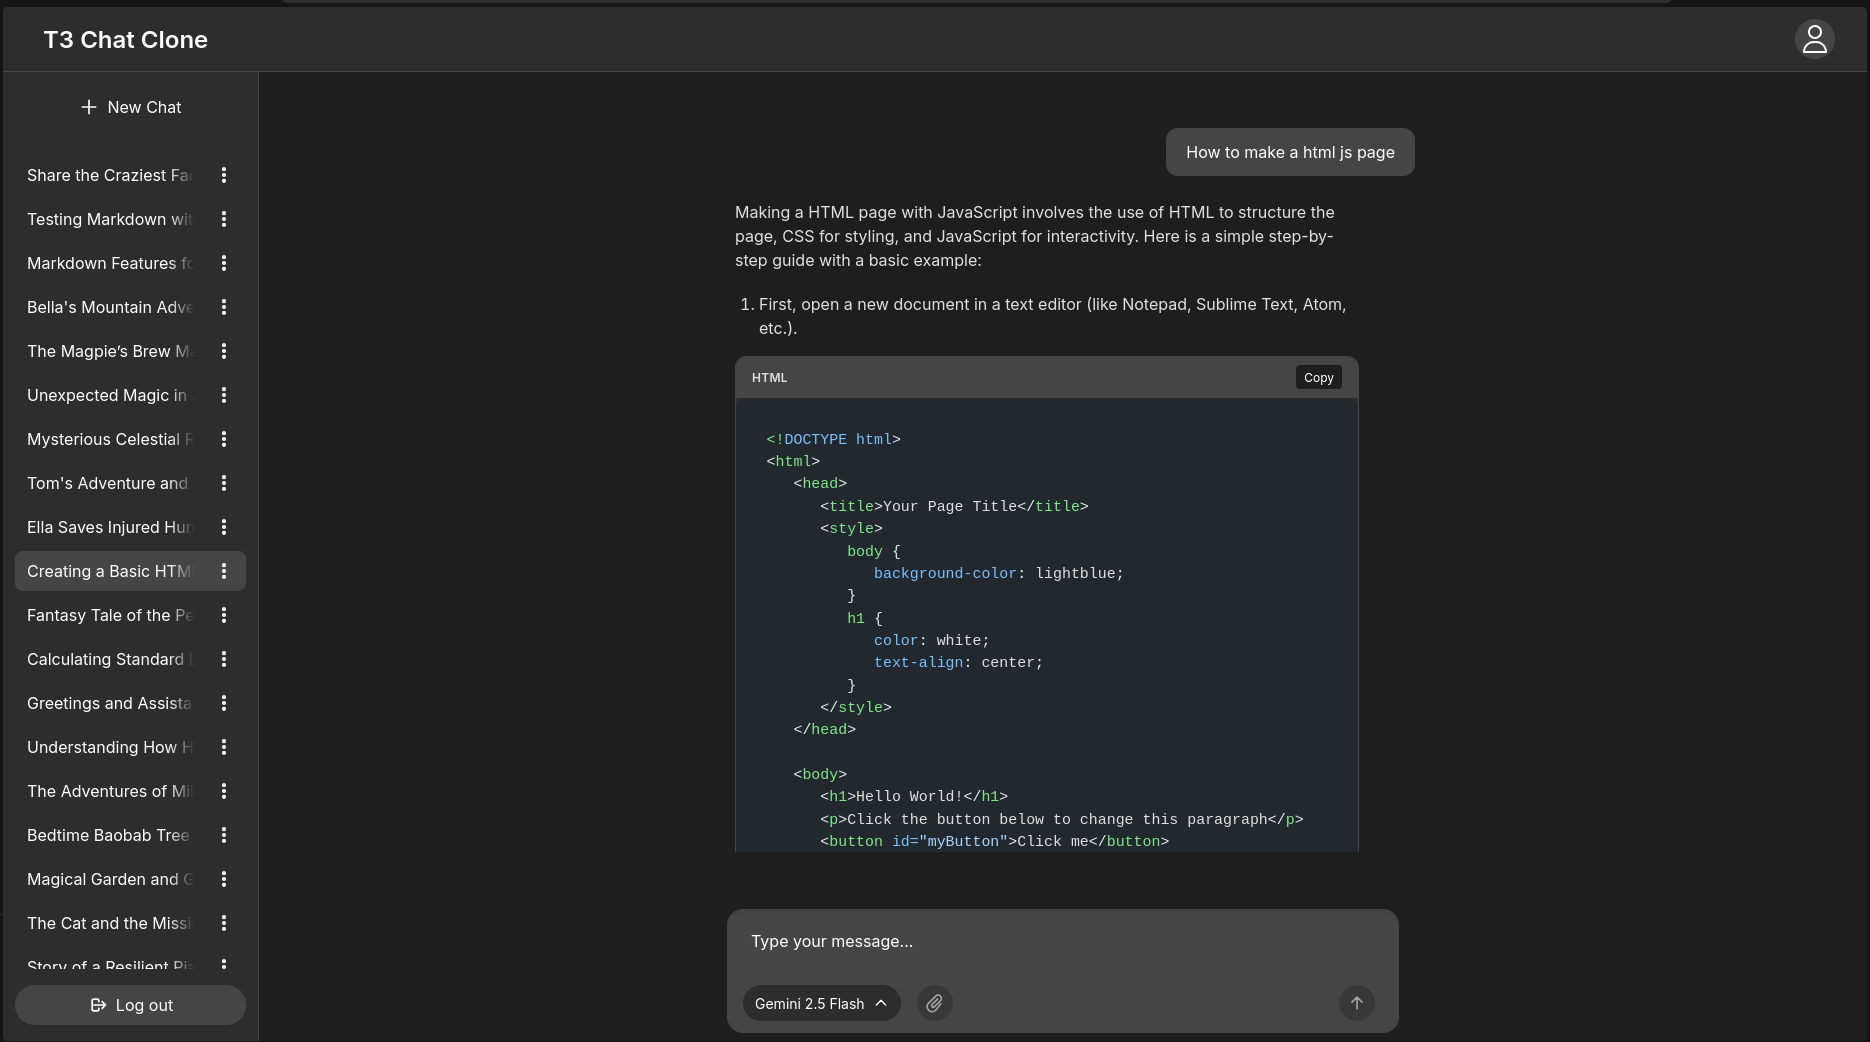 T3 Chat Clone
New Chat
Share the Craziest Fac
Testing Markdown wit
Markdown Features fo
Bella's Mountain Adve
The Magpie’s Brew Ma
Unexpected Magic in
Mysterious Celestial R
Tom's Adventure and
Ella Saves Injured Hum
Creating a Basic HTM
Fantasy Tale of the Pe
Calculating Standard D
Greetings and Assista
Understanding How H
The Adventures of Mi
Bedtime Baobab Tree
Magical Garden and G
The Cat and the Missi
Story of a Resilient Pi
Log out
How to make a html js page
Making a HTML page with JavaScript involves the use of HTML to structure the
page, CSS for styling, and JavaScript for interactivity. Here is a simple step-by-
step guide with a basic example:
1. First, open a new document in a text editor (like Notepad, Sublime Text, Atom,
etc.).
HTML
Copy
<!DOCTYPE html>
<html>
<head>
<title>Your Page Title</title>
<style>
body {
background-color: lightblue;
}
h1 {
color: white;
text-align: center;
}
</style>
</head>
<body>
<h1>Hello World!</h1>
<p>Click the button below to change this paragraph</p>
<button id="myButton">Click me</button>
Type your message...
Gemini 2.5 Flash